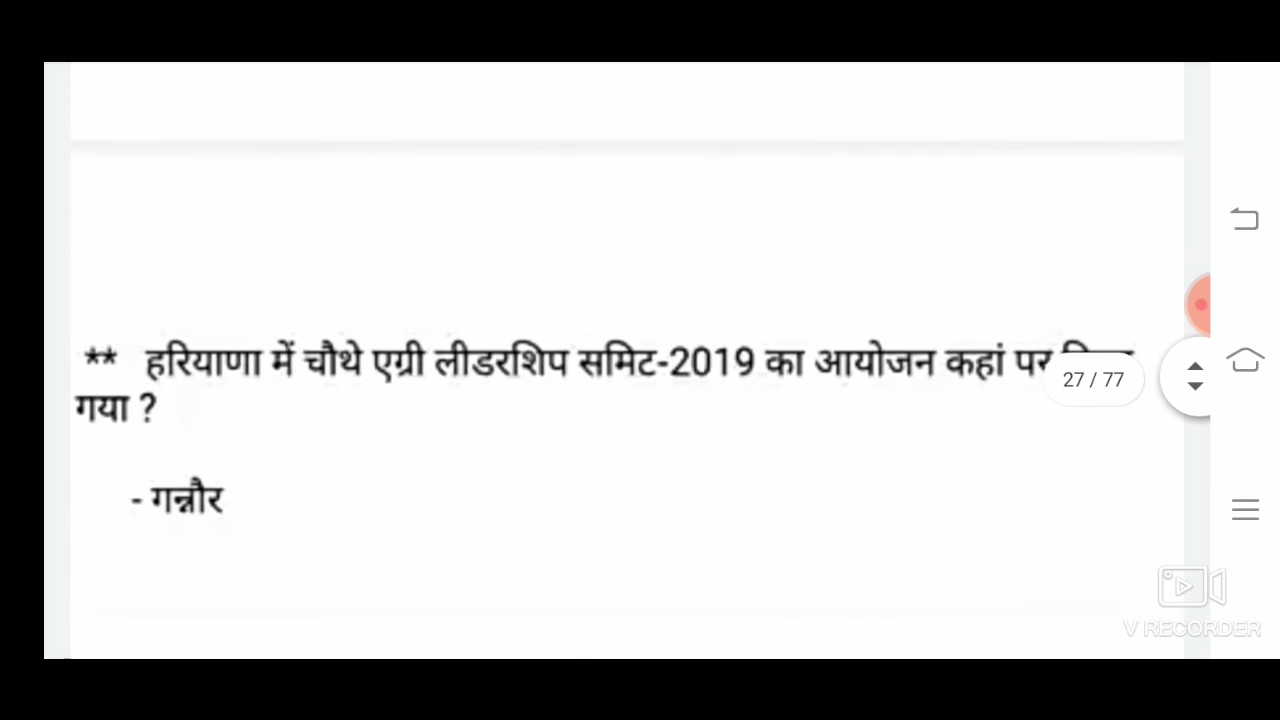 ** हरियाणा में चौथे एग्री लीडरशिप समिट-2019 का आयोजन कहां पर
27 / 77
गया ?
- गन्नौर
V RECORDER